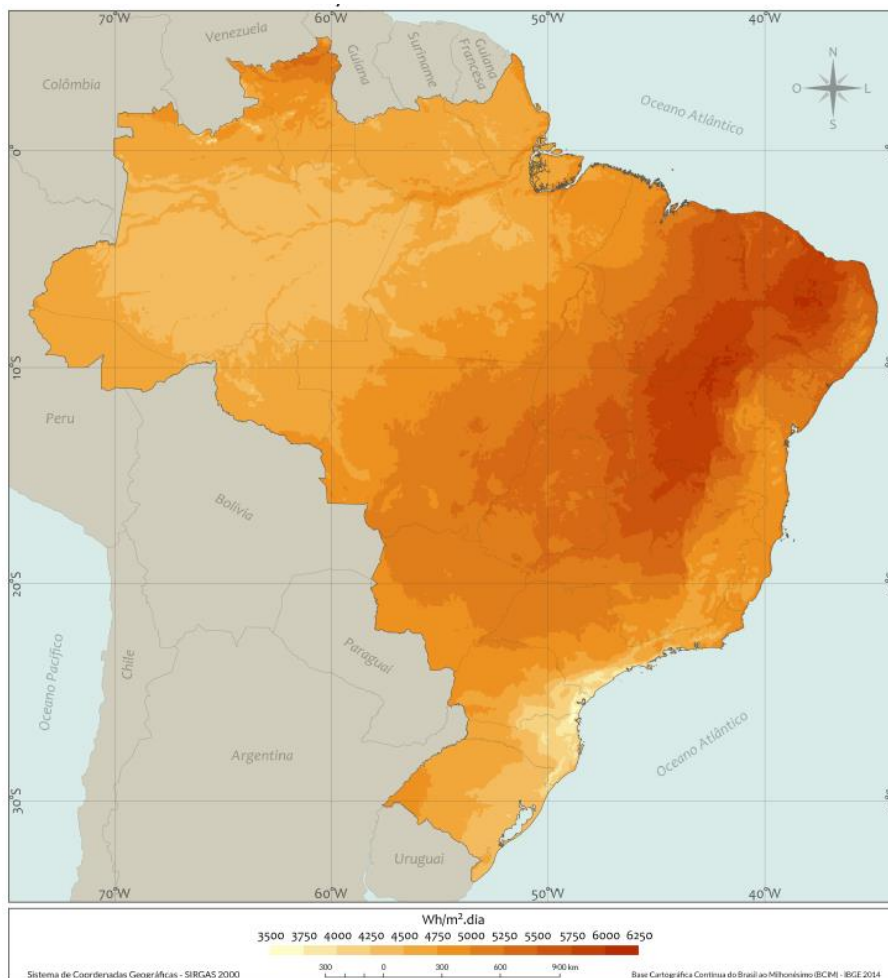 70°W 60°W 50°W 40°W
Venezuela
Guiana
Suriname
Guiana
Francesa
Colômbia
N
O L
S
Oceano Atlântico
0
10°S
Peru
Bolívia
20°S
Paraguai
Oceano Pacífico
Chile
Argentina
Oceano Atlântico
30°S
Uruguai
70°W 60°W 50°W 40°W
Wh/m².dia
3500 3750 4000 4250 4500 4750 5000 5250 5500 5750 6000 6250
300 0 300 600 900 km
Sistema de Coordenadas Geográficas - SIRGAS 2000
Base Cartográfica Contínua do Brasil ao Milhonésimo (BCIM) - IBGE 2014